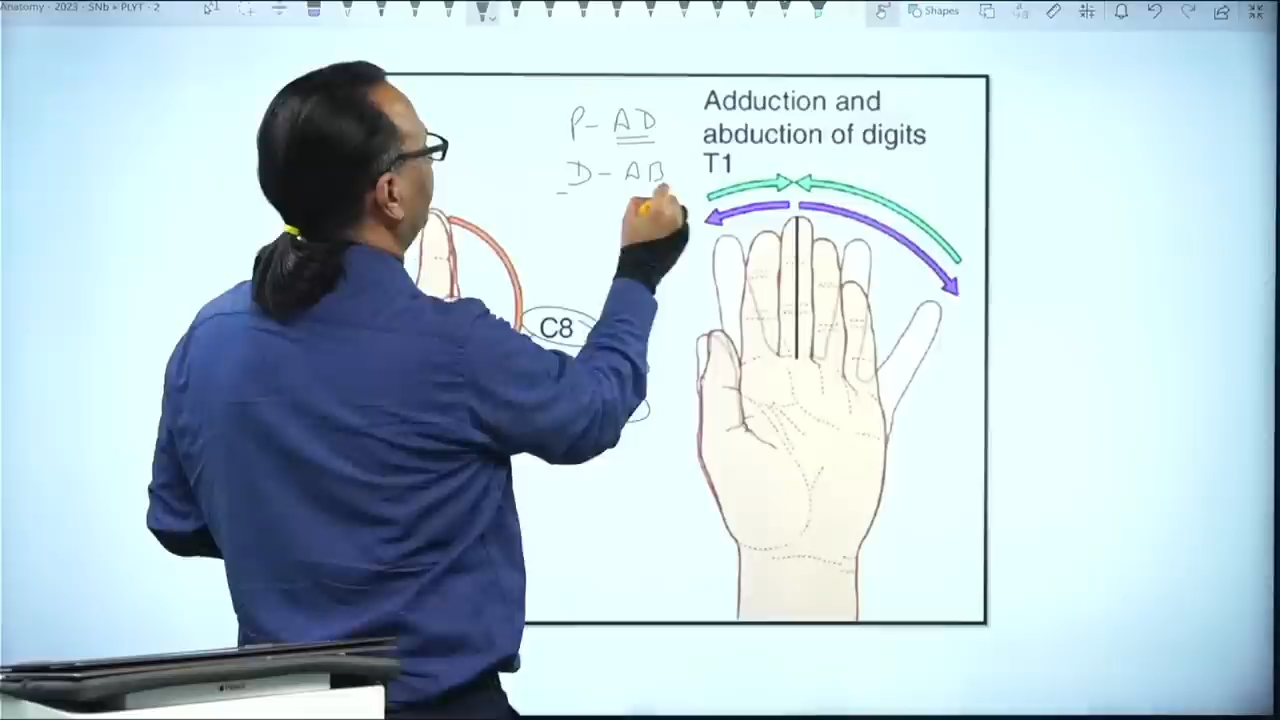 Anatomy - 2023 - SNb » PLYT - 2
Shapes
P- AD
D- AB
Adduction and
abduction of digits
T1
C8